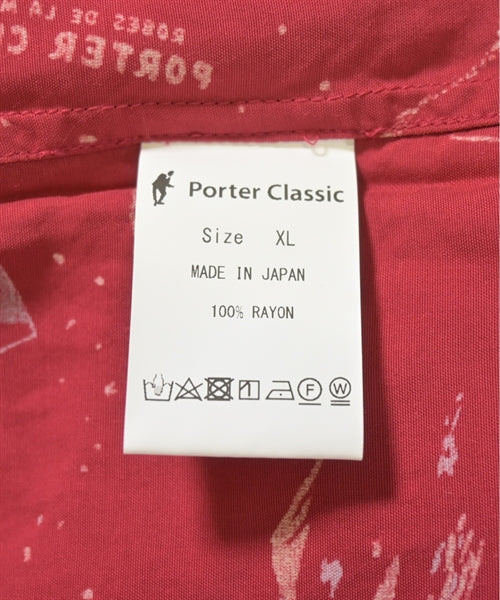 ROBES DE LA
PORTER
Porter Classic
Size XL
MADE IN JAPAN
100% RAYON
F
W